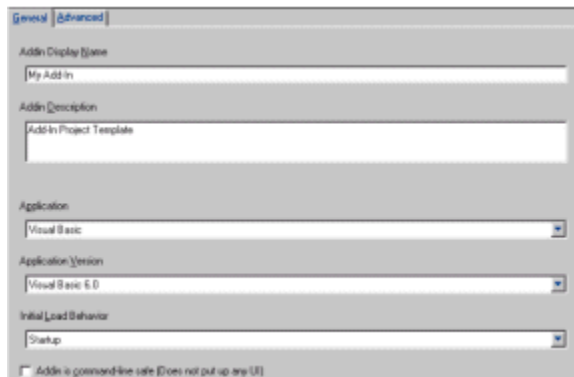 General Advanced
Addin Display Name
My Add-In
Addin Description
Add-In Project Template
Application
Visual Basic
Application Version
Visual Basic 6.0
Initial Load Behavior
Startup
Addin is command-line safe (Does not put up any UI)